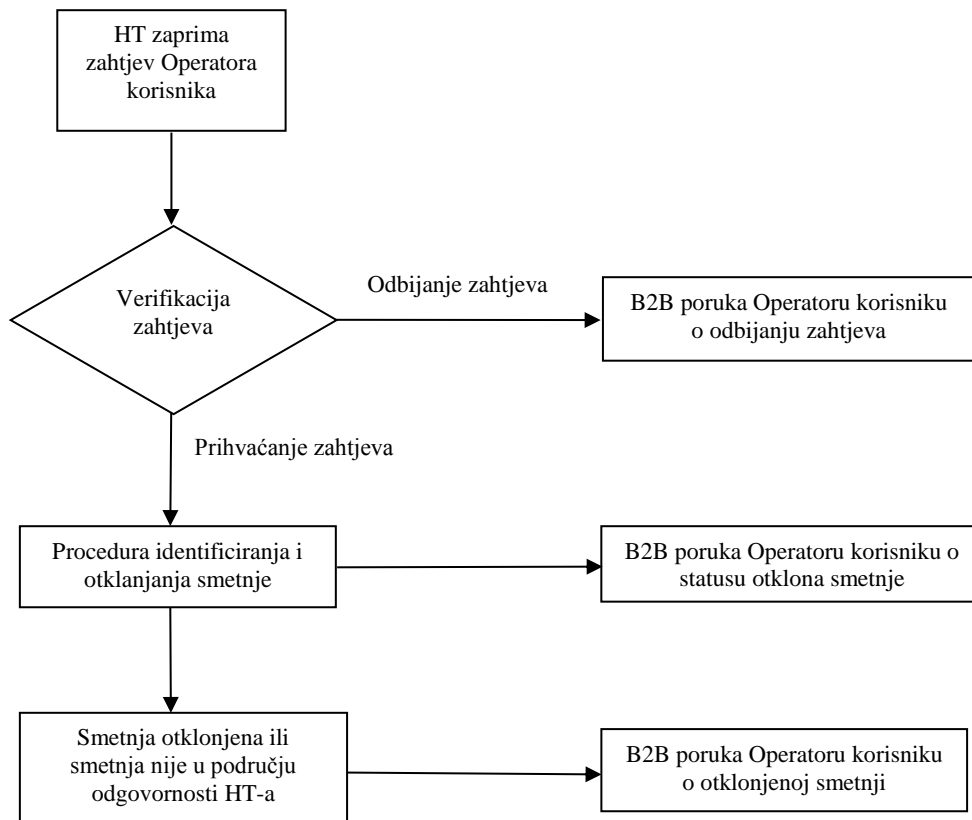 HT zaprima
zahtjev Operatora
korisnika
Verifikacija
zahtjeva
Odbijanje zahtjeva
B2B poruka Operatoru korisniku
o odbijanju zahtjeva
Prihvaćanje zahtjeva
Procedura identificiranja i
otklanjanja smetnje
B2B poruka Operatoru korisniku o
statusu otklona smetnje
Smetnja otklonjena ili
smetnja nije u području
odgovornosti HT-a
B2B poruka Operatoru korisniku
o otklonjenoj smetnji